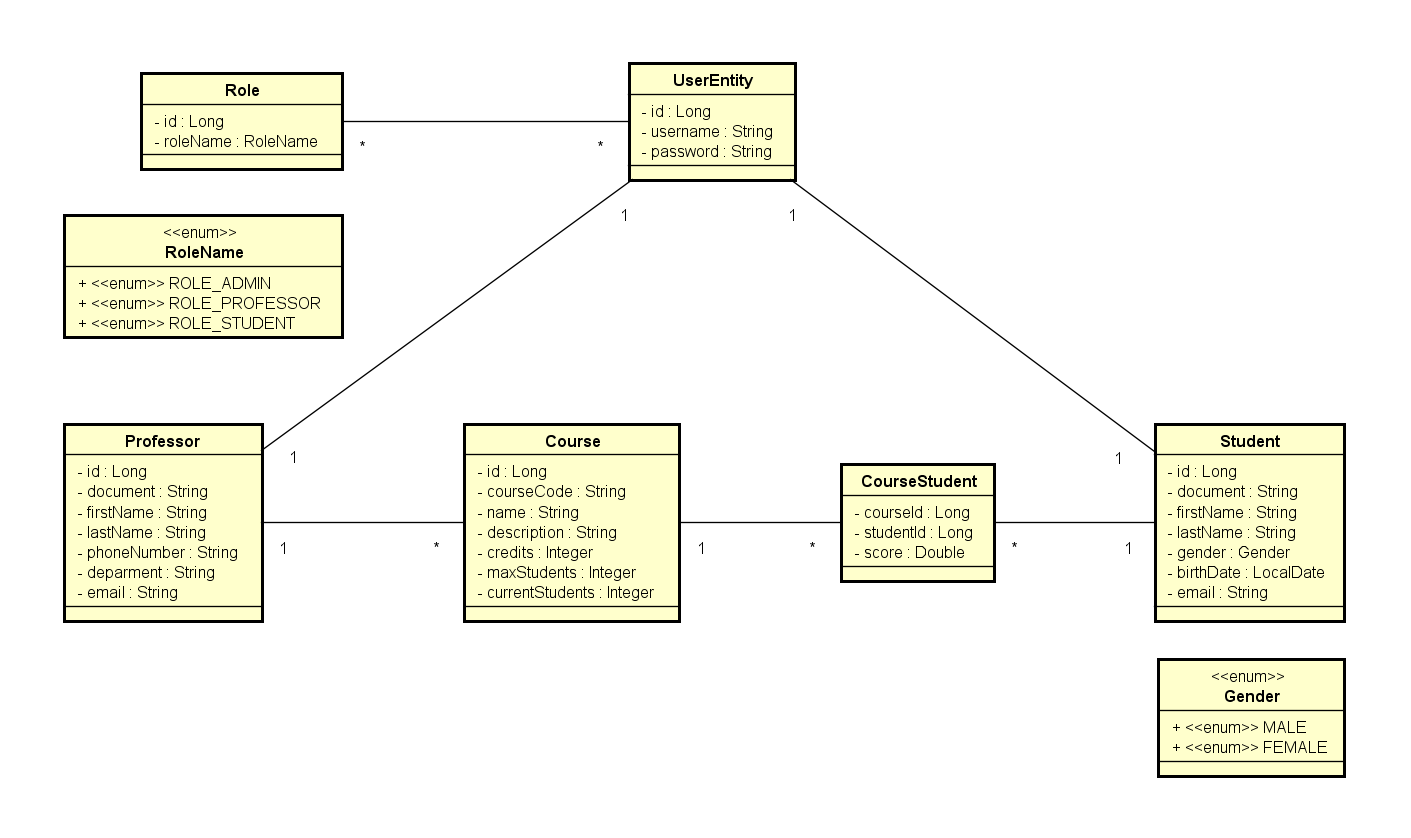 Role
- id : Long
- roleName : RoleName
*
*
UserEntity
- id : Long
- username : String
- password : String
1
1
<<enum>>
RoleName
+ <<enum>> ROLE_ADMIN
+ <<enum>> ROLE_PROFESSOR
+ <<enum>> ROLE_STUDENT
Professor
- id : Long
- document : String
- firstName : String
- lastName : String
- phoneNumber : String
- deparment : String
- email : String
1
1
*
Course
- id : Long
- courseCode : String
- name : String
- description : String
- credits : Integer
- maxStudents : Integer
- currentStudents : Integer
1
*
CourseStudent
- courseId : Long
- studentId : Long
- score : Double
*
1
1
Student
- id : Long
- document : String
- firstName : String
- lastName : String
- gender : Gender
- birthDate : LocalDate
- email : String
<<enum>>
Gender
+ <<enum>> MALE
+ <<enum>> FEMALE